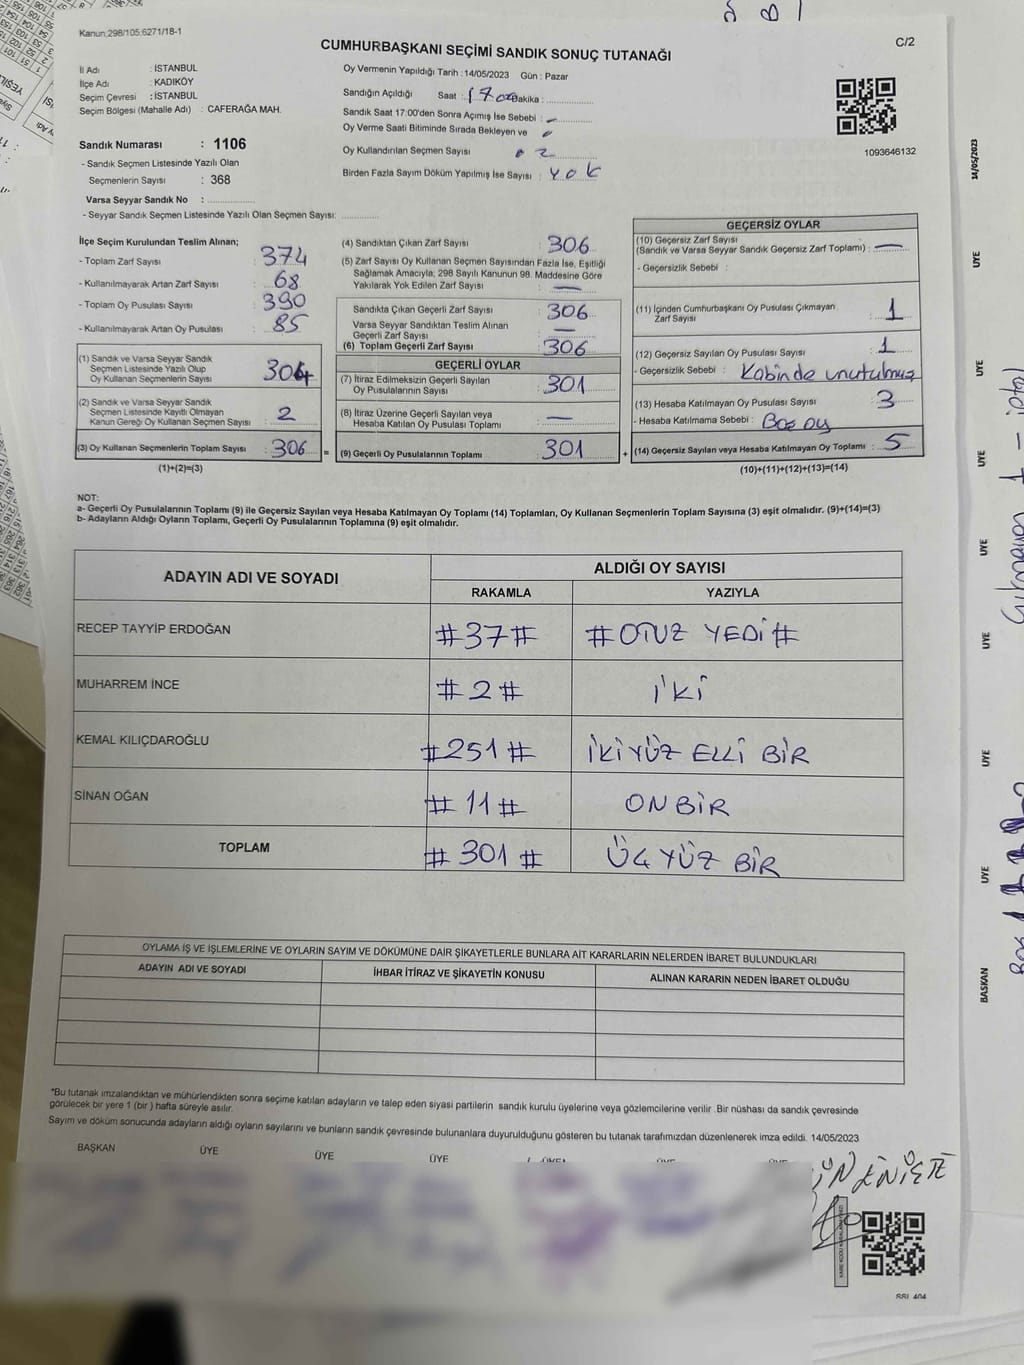 Kanun:298/105;6271/18-1
C/2
CUMHURBAŞKANI SEÇİMİ SANDIK SONUÇ TUTANAĞI
İl Adı : İSTANBUL
İlçe Adı : KADIKÖY
Seçim Çevresi : İSTANBUL
Seçim Bölgesi (Mahalle Adı) : CAFERAĞA MAH.
Sandık Numarası : 1106
- Sandık Seçmen Listesinde Yazılı Olan
Seçmenlerin Sayısı : 368
Varsa Seyyar Sandık No :
- Seyyar Sandık Seçmen Listesinde Yazılı Olan Seçmen Sayısı:
Oy Vermenin Yapıldığı Tarih : 14/05/2023 Gün : Pazar
Sandığın Açıldığı Saat : 17 00 Dakika :
Sandık Saat 17:00'den Sonra Açımış İse Sebebi : -
Oy Verme Saati Bitiminde Sırada Bekleyen ve
Oy Kullandırılan Seçmen Sayısı : 2
Birden Fazla Sayım Döküm Yapılmış İse Sayısı : YOK
1093646132
İlçe Seçim Kurulundan Teslim Alınan;
- Toplam Zarf Sayısı : 374
- Kullanılmayarak Artan Zarf Sayısı : 68
- Toplam Oy Pusulası Sayısı : 390
- Kullanılmayarak Artan Oy Pusulası : 85
(1) Sandık ve Varsa Seyyar Sandık
Seçmen Listesinde Yazılı Olup
Oy Kullanan Seçmenlerin Sayısı : 304
(2) Sandık ve Varsa Seyyar Sandık
Seçmen Listesinde Kayıtlı Olmayan
Kanun Gereği Oy Kullanan Seçmen Sayısı : 2
(3) Oy Kullanan Seçmenlerin Toplam Sayısı : 306
(1)+(2)=(3)
(4) Sandıktan Çıkan Zarf Sayısı : 306
(5) Zarf Sayısı Oy Kullanan Seçmen Sayısından Fazla İse, Eşitliği
Sağlamak Amacıyla; 298 Sayılı Kanunun 98. Maddesine Göre
Yakılarak Yok Edilen Zarf Sayısı : -
Sandıkta Çıkan Geçerli Zarf Sayısı : 306
Varsa Seyyar Sandıktan Teslim Alınan
Geçerli Zarf Sayısı : -
(6) Toplam Geçerli Zarf Sayısı : 306
GEÇERLİ OYLAR
(7) İtiraz Edilmeksizin Geçerli Sayılan
Oy Pusulasının Sayısı : 301
(8) İtiraz Üzerine Geçerli Sayılan veya
Hesaba Katılan Oy Pusulası Toplamı : -
= (9) Geçerli Oy Pusulalarının Toplamı : 301
GEÇERSİZ OYLAR
(10) Geçersiz Zarf Sayısı
(Sandık ve Varsa Seyyar Sandık Geçersiz Zarf Toplamı) : -
- Geçersizlik Sebebi :
(11) İçinden Cumhurbaşkanı Oy Pusulası Çıkmayan
Zarf Sayısı : 1
(12) Geçersiz Sayılan Oy Pusulası Sayısı : 1
- Geçersizlik Sebebi : Kabinde unutulmuş
(13) Hesaba Katılmayan Oy Pusulası Sayısı : 3
- Hesaba Katılmama Sebebi : Boş oy
+ (14) Geçersiz Sayılan veya Hesaba Katılmayan Oy Toplamı : 5
(10)+(11)+(12)+(13)=(14)
NOT:
a- Geçerli Oy Pusulalarının Toplamı (9) ile Geçersiz Sayılan veya Hesaba Katılmayan Oy Toplamı (14) Toplamları, Oy Kullanan Seçmenlerin Toplam Sayısına (3) eşit olmalıdır. (9)+(14)=(3)
b- Adayların Aldığı Oyların Toplamı, Geçerli Oy Pusulalarının Toplamına (9) eşit olmalıdır.
ADAYIN ADI VE SOYADI
ALDIĞI OY SAYISI
RAKAMLA YAZIYLA
RECEP TAYYİP ERDOĞAN #37# #OTUZ YEDİ#
MUHARREM İNCE #2# İKİ
KEMAL KILIÇDAROĞLU #251# İKİYÜZ ELLİ BİR
SİNAN OĞAN #11# ONBİR
TOPLAM #301# ÜÇ YÜZ BİR
OYLAMA İŞ VE İŞLEMLERİNE VE OYLARIN SAYIM VE DÖKÜMÜNE DAİR ŞİKAYETLERLE BUNLARA AİT KARARLARIN NELERDEN İBARET BULUNDUKLARI
ADAYIN ADI VE SOYADI İHBAR İTİRAZ VE ŞİKAYETİN KONUSU ALINAN KARARIN NEDEN İBARET OLDUĞU
*Bu tutanak imzalandıktan ve mühürlendikten sonra seçime katılan adayların ve talep eden siyasi partilerin sandık kurulu üyelerine veya gözlemcilerine verilir .Bir nüshası da sandık çevresinde
görülecek bir yere 1 (bir ) hafta süreyle asılır.
Sayım ve döküm sonucunda adayların aldığı oyların sayılarını ve bunların sandık çevresinde bulunanlara duyurulduğunu gösteren bu tutanak tarafımızdan düzenlenerek imza edildi. 14/05/2023
BAŞKAN ÜYE ÜYE ÜYE
14/05/2023
ÜYE
ÜYE
ÜYE
ÜYE
ÜYE
ÜYE
ÜYE
BAŞKAN